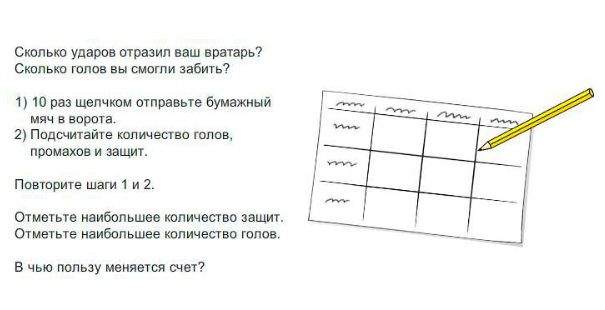 Сколько ударов отразил ваш вратарь?
Сколько голов вы смогли забить?
1) 10 раз щелчком отправьте бумажный
мяч в ворота.
2) Подсчитайте количество голов,
промахов и защит.
Повторите шаги 1 и 2.
Отметьте наибольшее количество защит.
Отметьте наибольшее количество голов.
В чью пользу меняется счет?